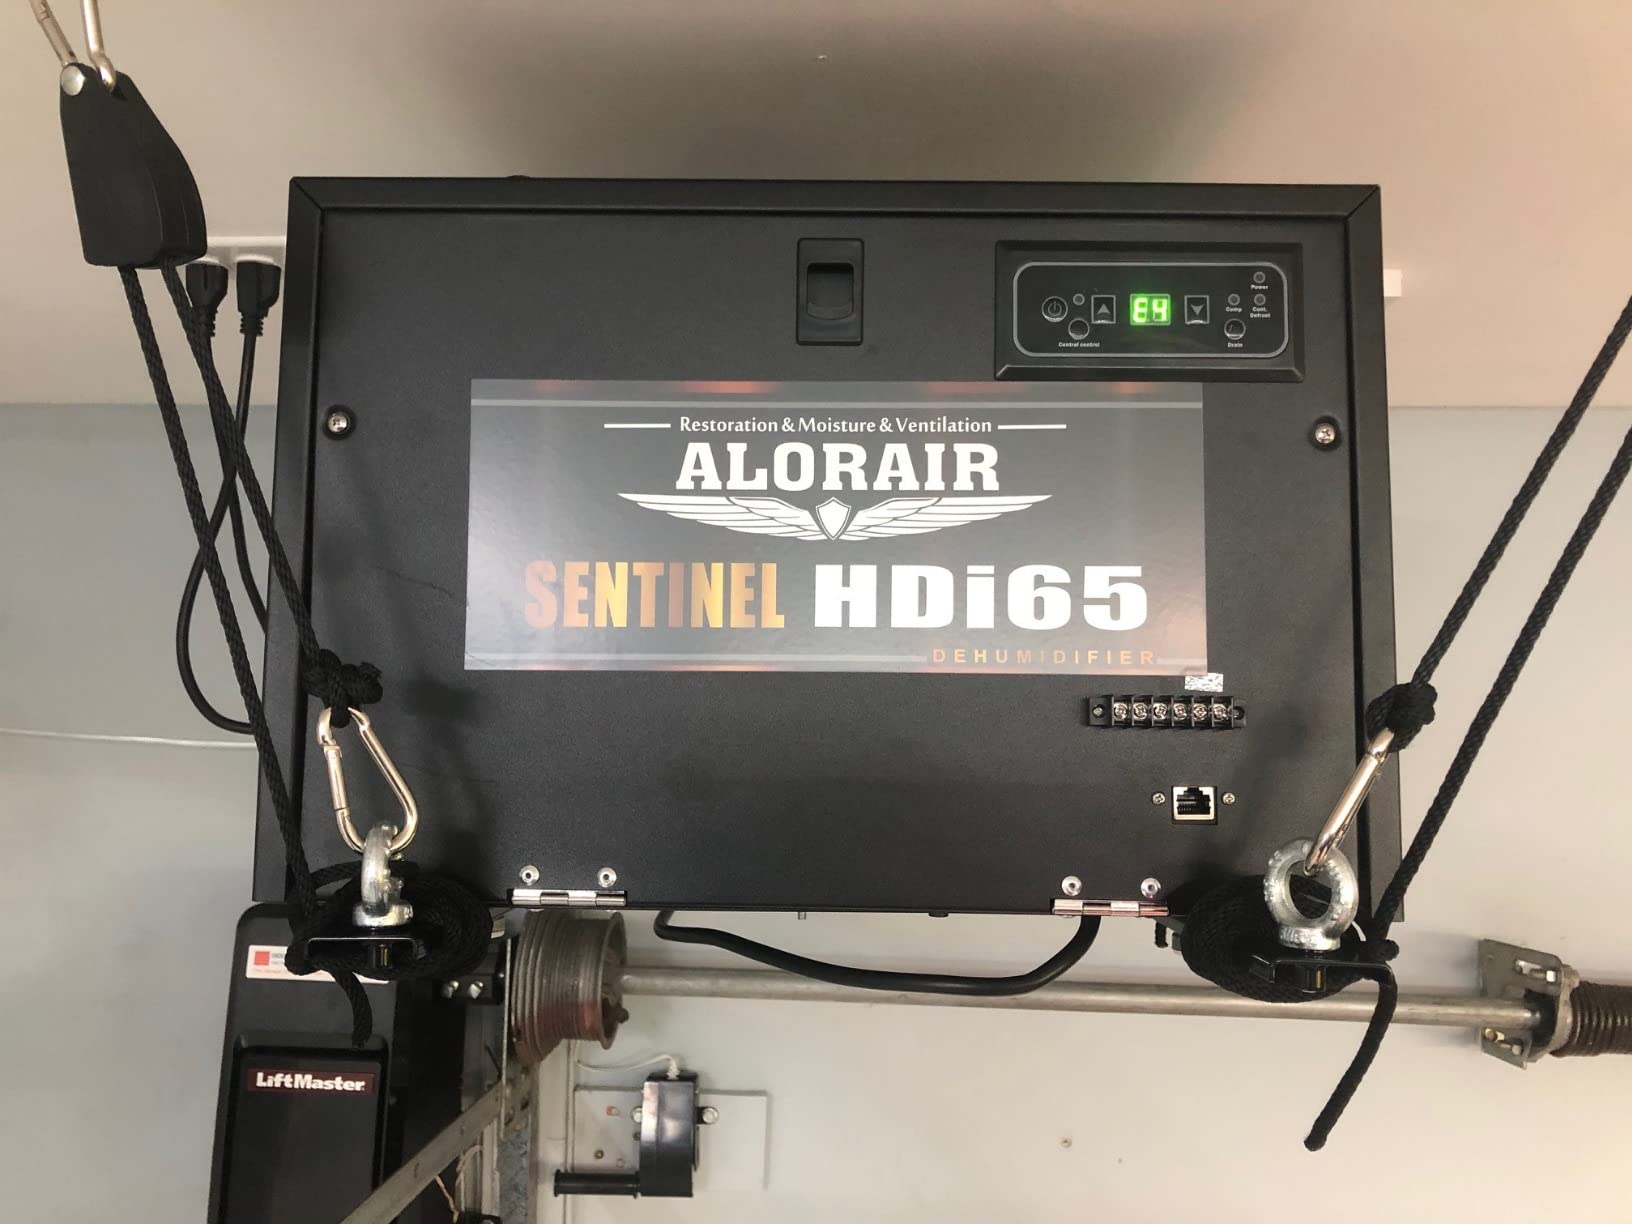 Power
E4
Comp
Cont. Defrost
Central control
Drain
Restoration & Moisture & Ventilation
ALORAIR
SENTINEL HDi65
DEHUMIDIFIER
LiftMaster